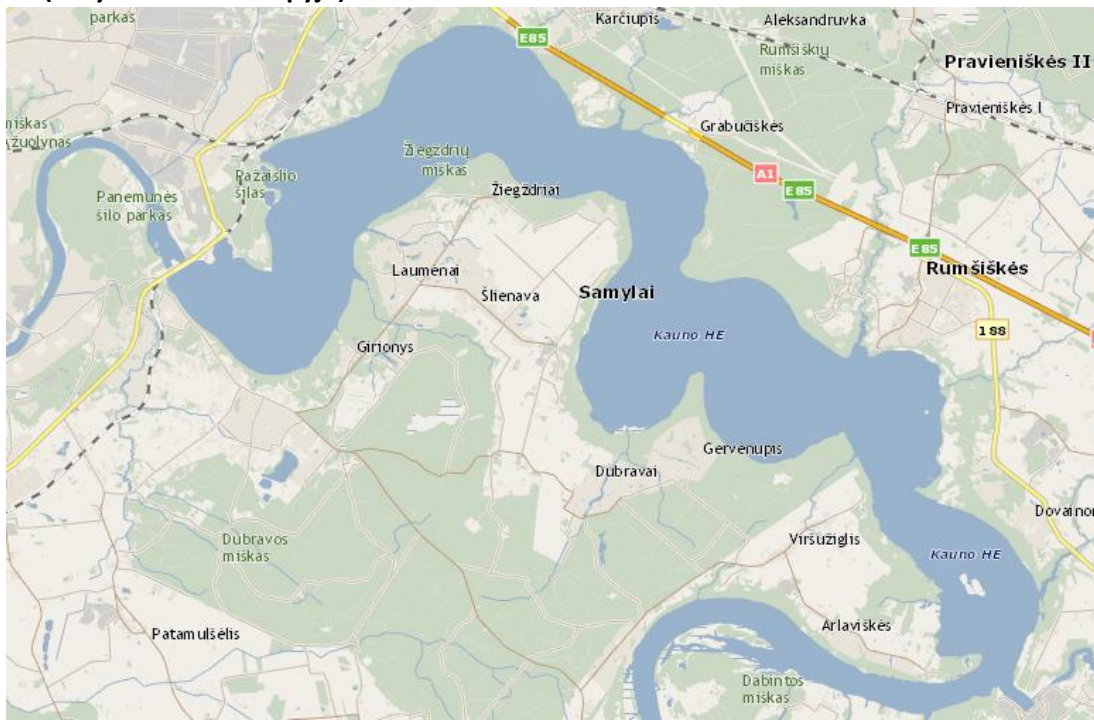 parkas
E85
Karčiupis
Aleksandruvka
Rumšiškių
miškas
Pravieniškės II
Pravieniškės I
miškas
Ąžuolynas
Grabučiškės
Žiegždrių
miškas
Pažaislio
šilas
Panemunės
šilo parkas
Žiegždriai
A1
E85
E85
Rumšiškės
Laumėnai
Šlienava
Samylai
188
Kauno HE
Girionys
Gervėnupis
Dubravai
Dovainon
Viršužiglis
Dubravos
miškas
Kauno HE
Patamulšėlis
Arlaviškės
Dabintos
miškas